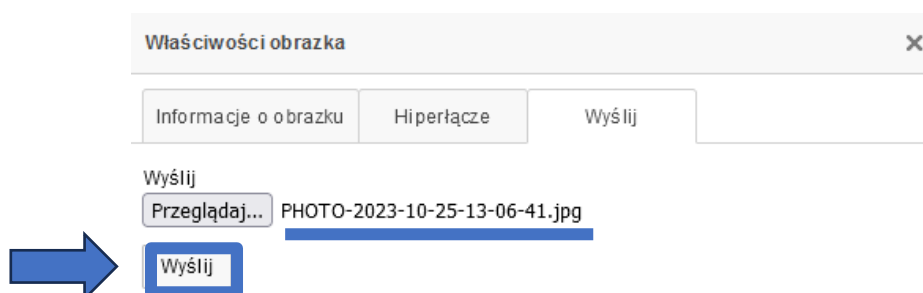 Właściwości obrazka
Informacje o obrazku Hiperłącze Wyślij
Wyślij
Przeglądaj... PHOTO-2023-10-25-13-06-41.jpg
Wyślij